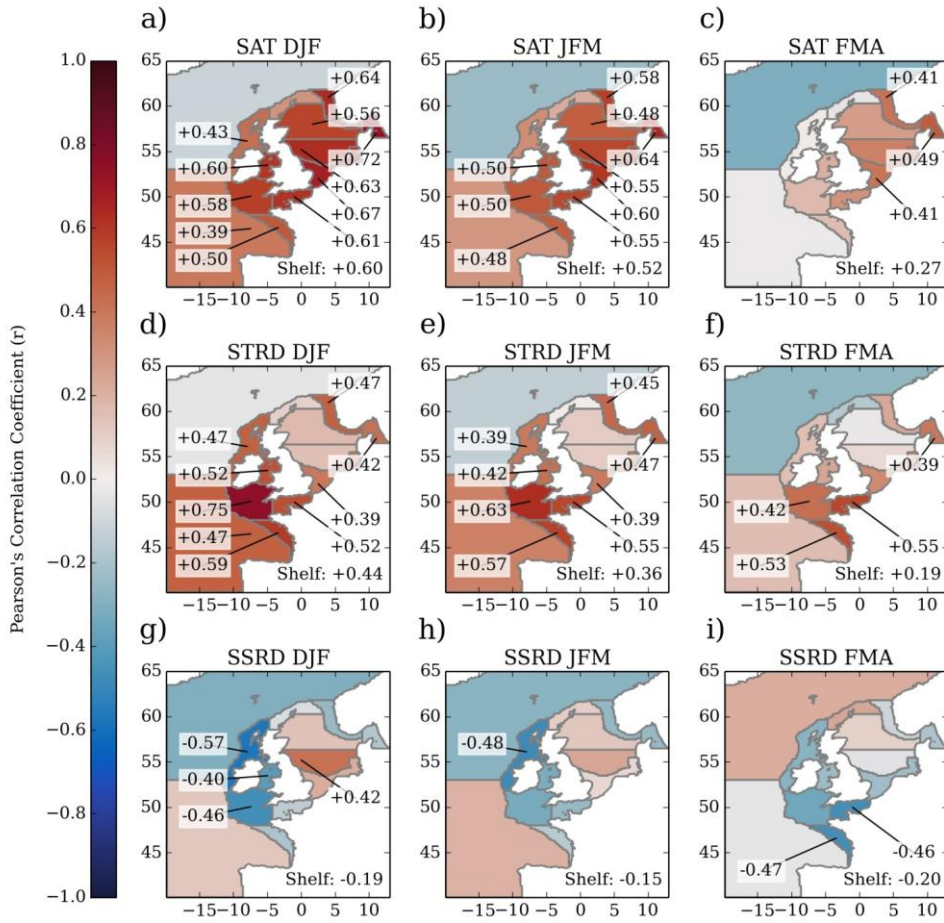 a)
b)
c)
SAT DJF
SAT JFM
SAT FMA
Pearson's Correlation Coefficient (r)
1.0
0.8
0.6
0.4
0.2
0.0
−0.2
−0.4
−0.6
−0.8
−1.0
65
60
55
50
45
+0.64
+0.56
+0.43
+0.72
+0.60
+0.63
+0.58
+0.67
+0.39
+0.61
+0.50
Shelf: +0.60
−15−10 −5 0 5 10
65
60
55
50
45
+0.58
+0.48
+0.64
+0.50
+0.55
+0.50
+0.60
+0.55
+0.48
Shelf: +0.52
−15−10 −5 0 5 10
65
60
55
50
45
+0.41
+0.49
+0.41
Shelf: +0.27
−15−10 −5 0 5 10
d)
e)
f)
STRD DJF
STRD JFM
STRD FMA
65
60
55
50
45
+0.47
+0.47
+0.42
+0.52
+0.75
+0.39
+0.47
+0.52
+0.59
Shelf: +0.44
−15−10 −5 0 5 10
65
60
55
50
45
+0.45
+0.39
+0.42
+0.47
+0.63
+0.39
+0.55
+0.57
Shelf: +0.36
−15−10 −5 0 5 10
65
60
55
50
45
+0.39
+0.42
+0.55
+0.53
Shelf: +0.19
−15−10 −5 0 5 10
g)
h)
i)
SSRD DJF
SSRD JFM
SSRD FMA
65
60
55
50
45
-0.57
-0.40
+0.42
-0.46
Shelf: -0.19
−15−10 −5 0 5 10
65
60
55
50
45
-0.48
Shelf: -0.15
−15−10 −5 0 5 10
65
60
55
50
45
-0.46
-0.47
Shelf: -0.20
−15−10 −5 0 5 10